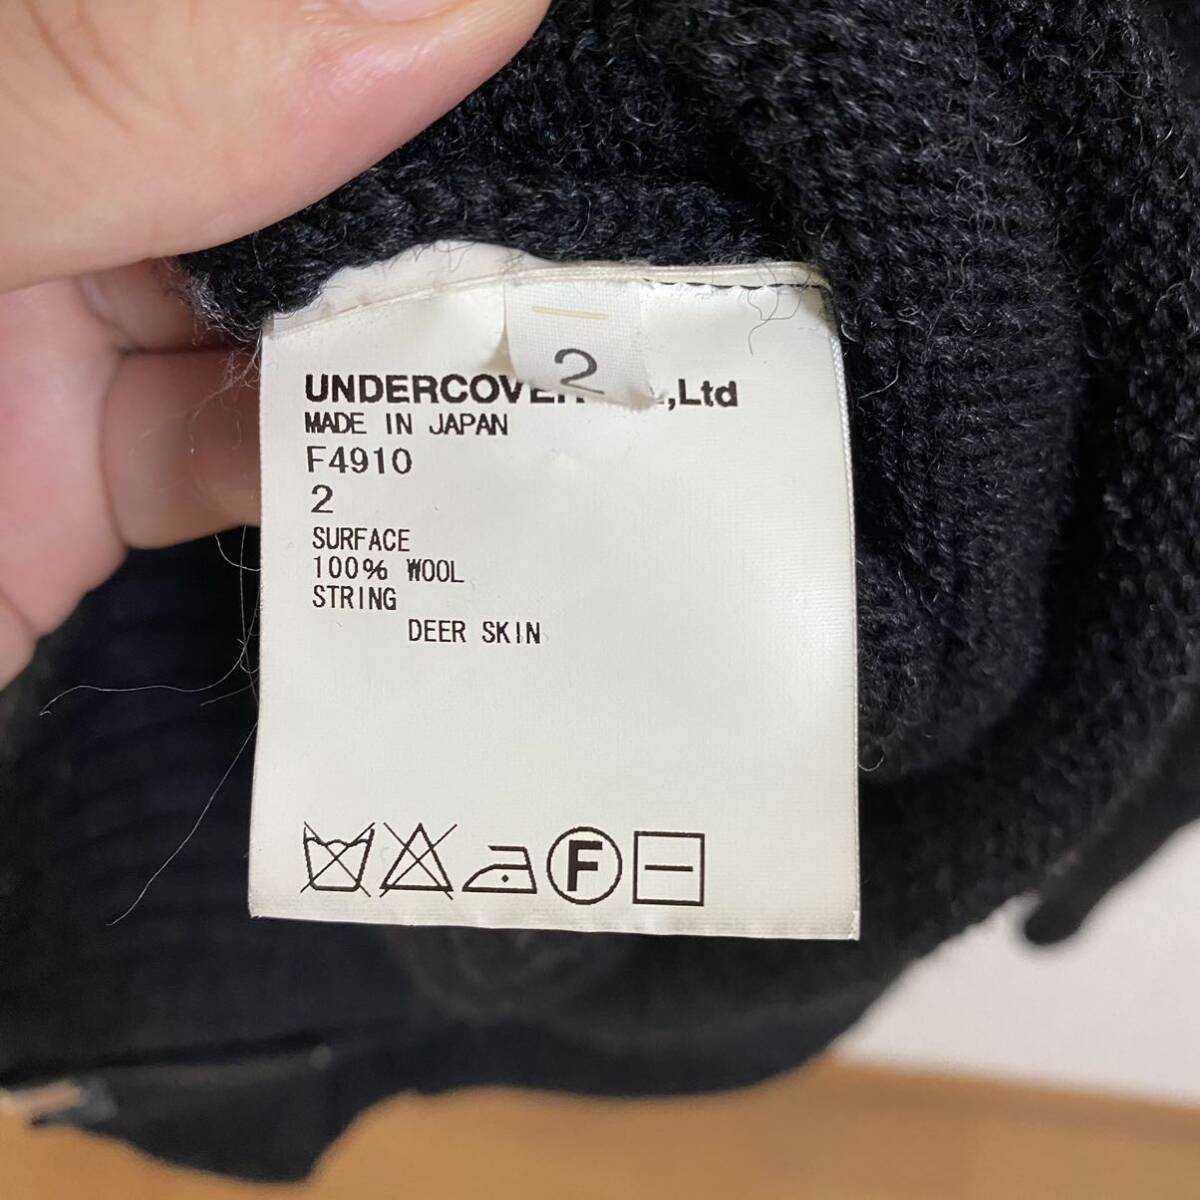 2
UNDERCOVER ,Ltd
MADE IN JAPAN
F4910
2
SURFACE
100% WOOL
STRING
DEER SKIN
F